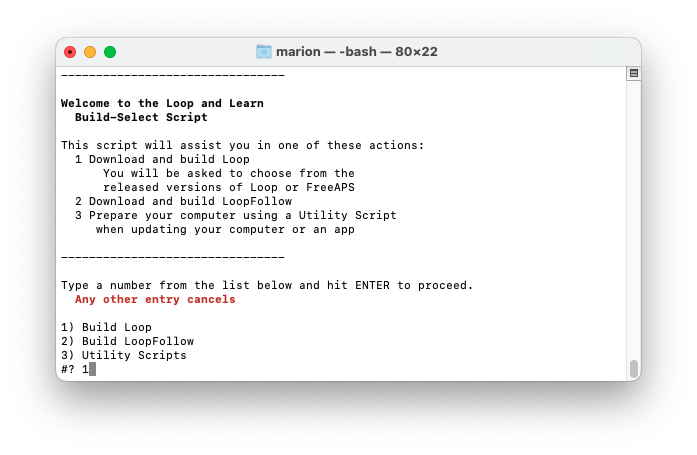 marion — -bash — 80×22
--------------------------------
Welcome to the Loop and Learn
  Build-Select Script
This script will assist you in one of these actions:
  1 Download and build Loop
      You will be asked to choose from the
      released versions of Loop or FreeAPS
  2 Download and build LoopFollow
  3 Prepare your computer using a Utility Script
     when updating your computer or an app
--------------------------------
Type a number from the list below and hit ENTER to proceed.
  Any other entry cancels
1) Build Loop
2) Build LoopFollow
3) Utility Scripts
#? 1